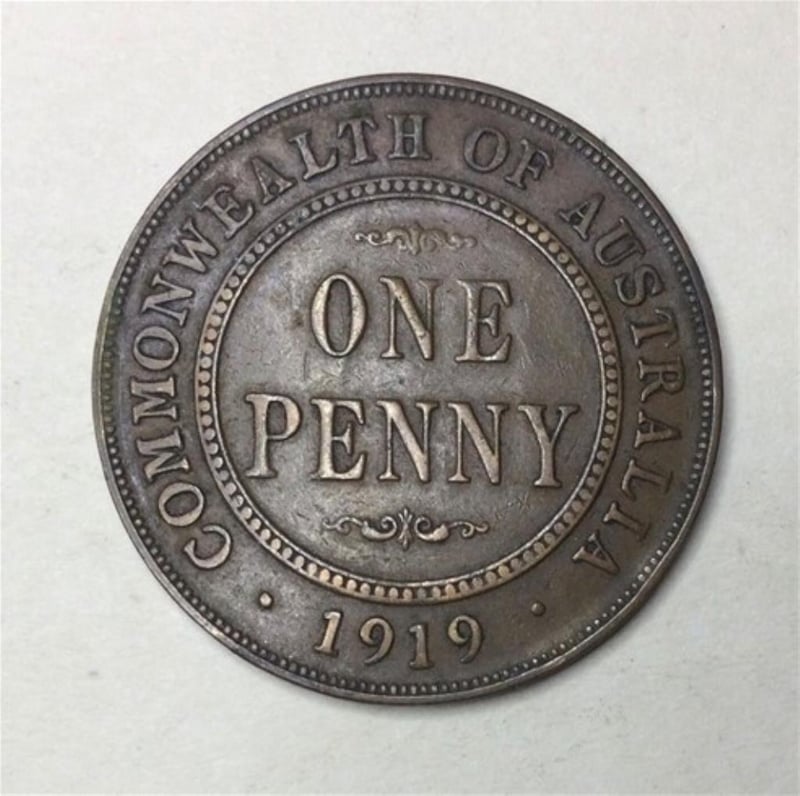 COMMONWEALTH OF AUSTRALIA
ONE
PENNY
· 1919 ·